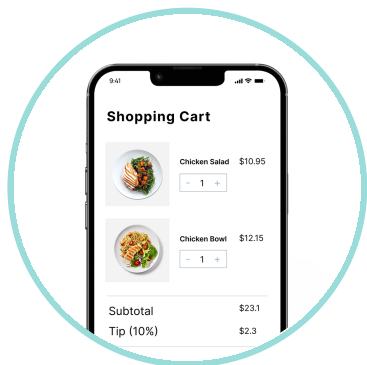 9:41
Shopping Cart
Chicken Salad $10.95
- 1 +
Chicken Bowl $12.15
- 1 +
Subtotal $23.1
Tip (10%) $2.3